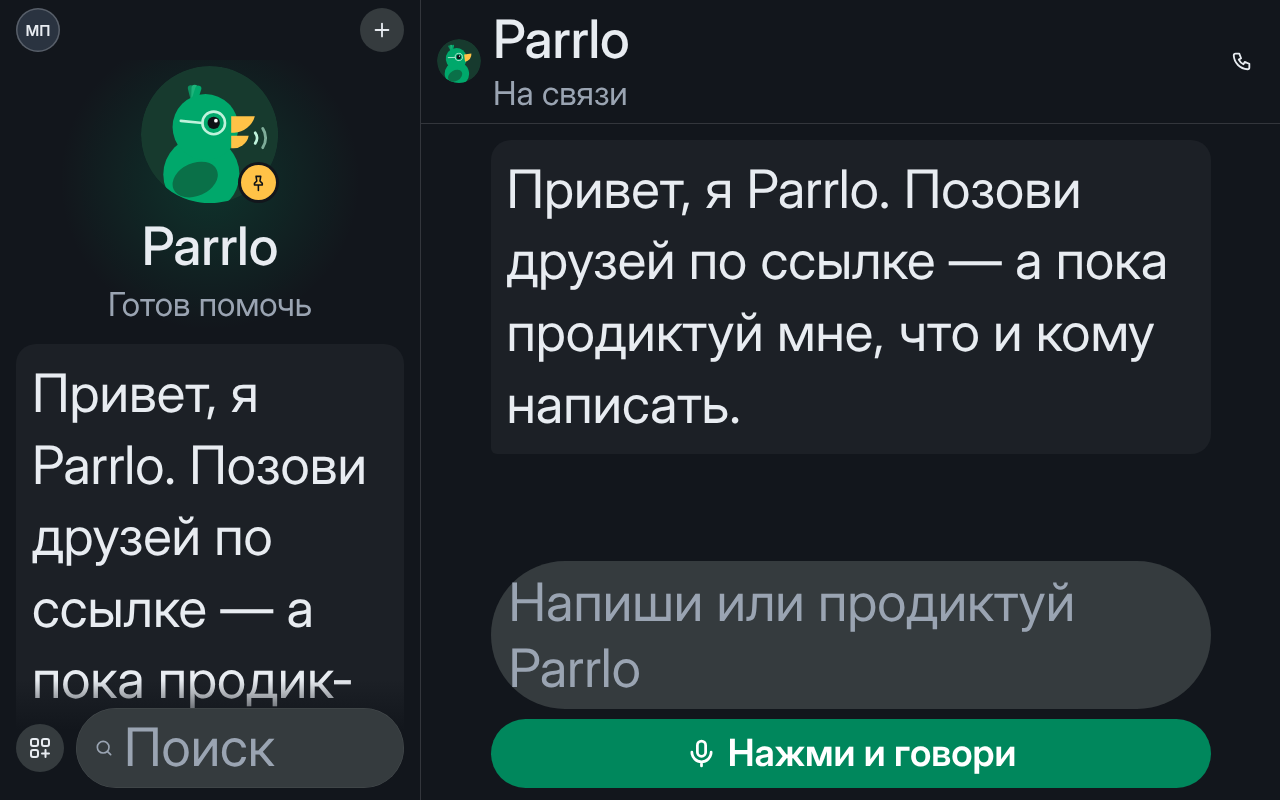 МП
Parrlo
Готов помочь
Привет, я
Parrlo. Позови
друзей по
ссылке — а
пока продик-
Поиск
Parrlo
На связи
Привет, я Parrlo. Позови
друзей по ссылке — а пока
продиктуй мне, что и кому
написать.
Напиши или продиктуй
Parrlo
Нажми и говори